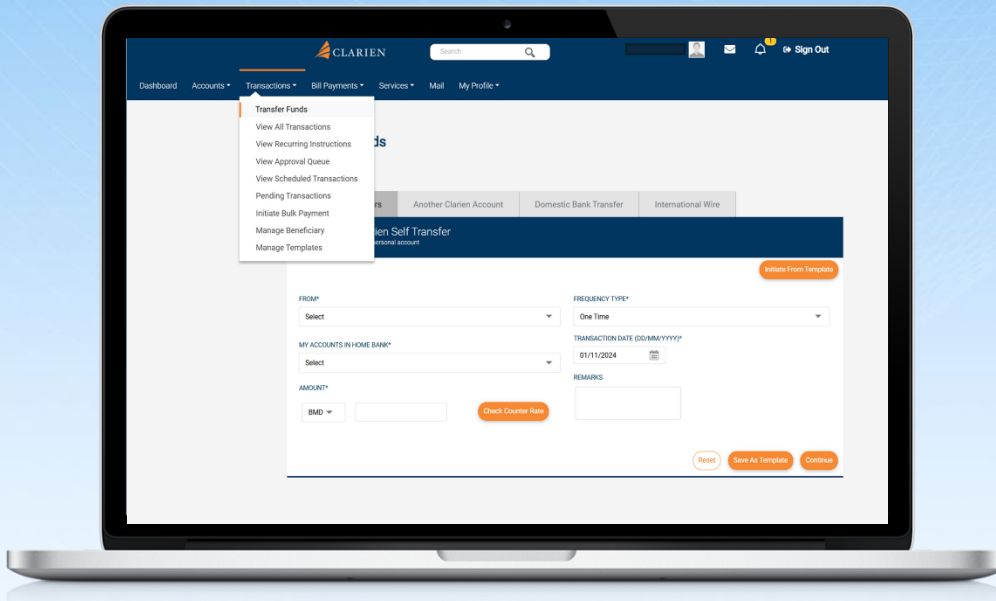 CLARIEN
Search
1
Sign Out
Dashboard
Accounts
Transactions
Bill Payments
Services
Mail
My Profile
Transfer Funds
View All Transactions
View Recurring Instructions
View Approval Queue
View Scheduled Transactions
Pending Transactions
Initiate Bulk Payment
Manage Beneficiary
Manage Templates
ds
rs
Another Clarien Account
Domestic Bank Transfer
International Wire
ien Self Transfer
personal account
Initiate From Template
FROM*
Select
FREQUENCY TYPE*
One Time
MY ACCOUNTS IN HOME BANK*
Select
TRANSACTION DATE (DD/MM/YYYY)*
01/11/2024
AMOUNT*
BMD
Check Counter Rate
REMARKS
Reset
Save As Template
Continue